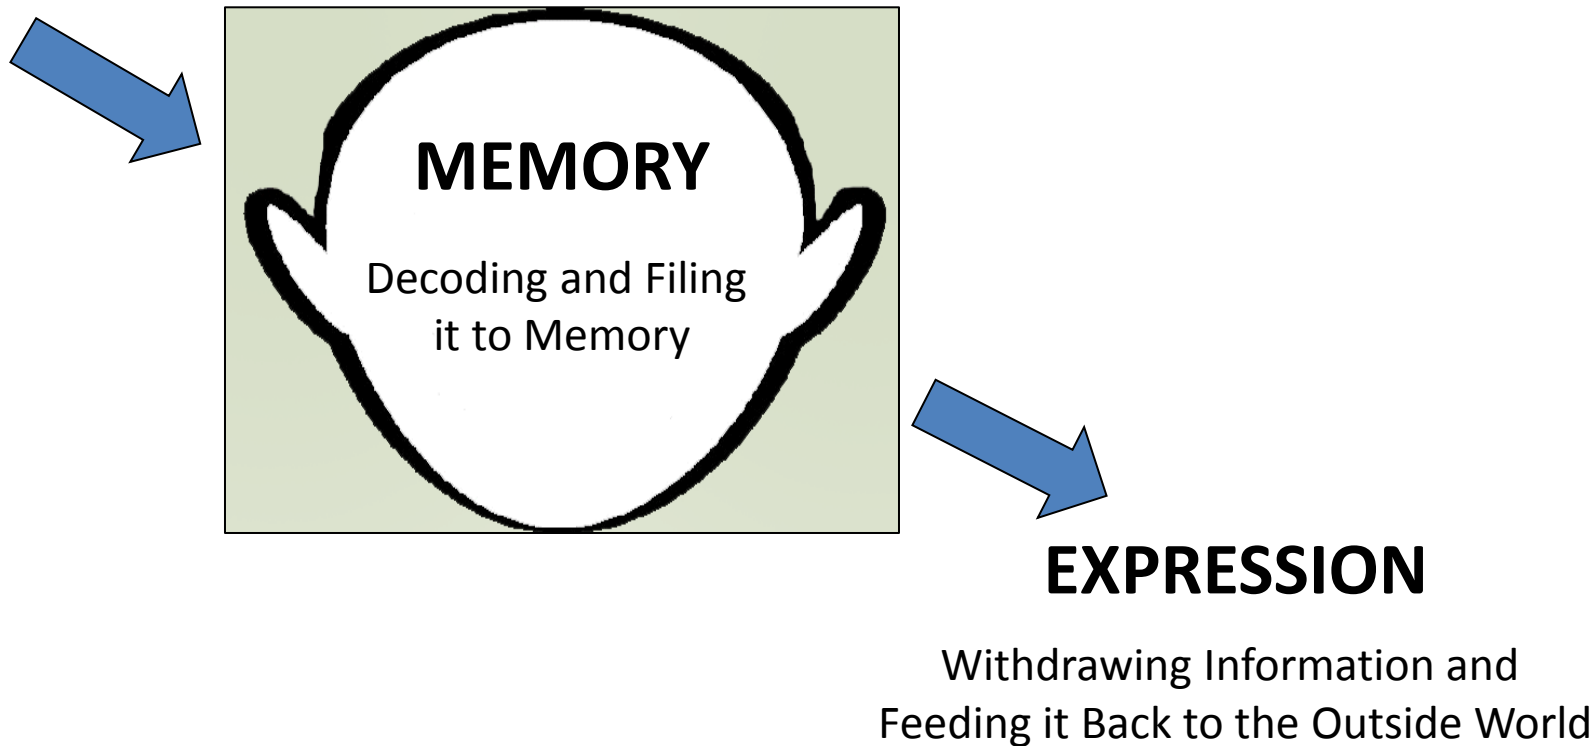 MEMORY
Decoding and Filing
it to Memory
EXPRESSION
Withdrawing Information and
Feeding it Back to the Outside World